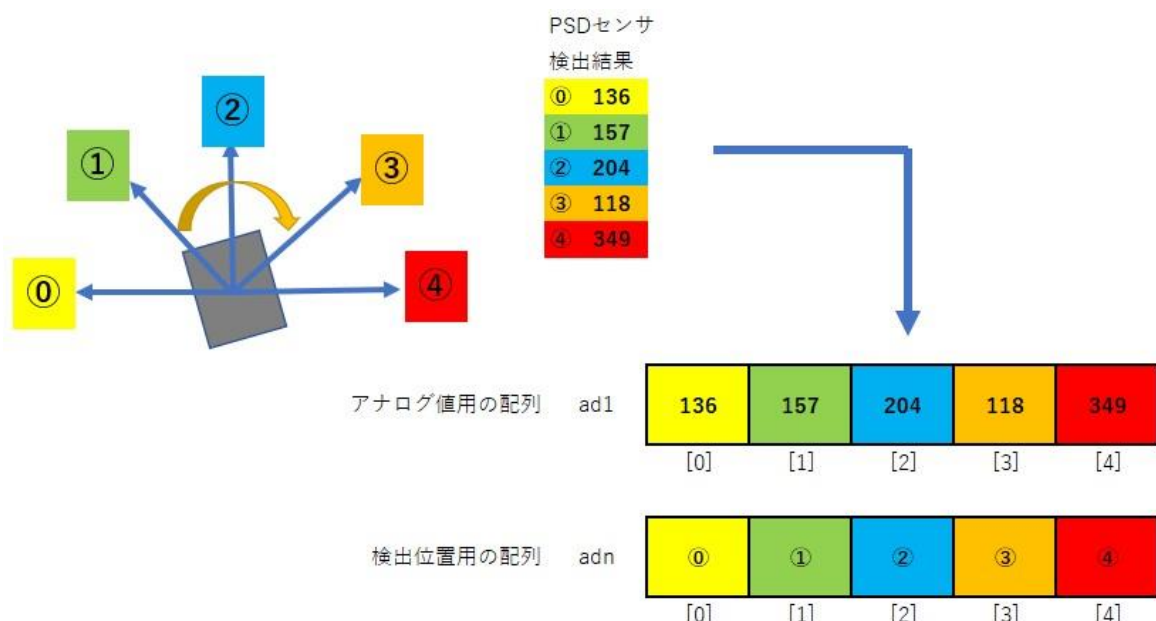 PSDセンサ
検出結果
⓪ 136
① 157
② 204
③ 118
④ 349
②
①
③
⓪
④
アナログ値用の配列 ad1 136 157 204 118 349
[0] [1] [2] [3] [4]
検出位置用の配列 adn ⓪ ① ② ③ ④
[0] [1] [2] [3] [4]